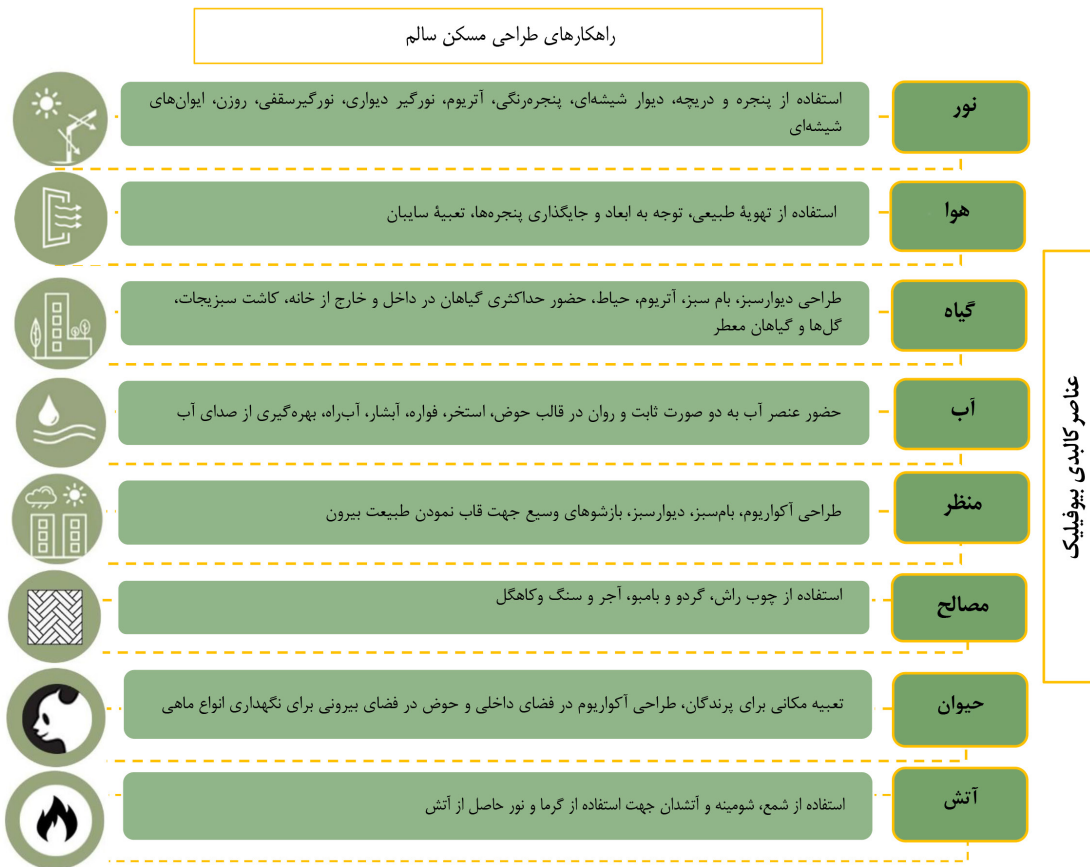 راهکارهای طراحی مسکن سالم
نور
استفاده از پنجره و دریچه، دیوار شیشه‌ای، پنجره‌رنگی، آتریوم، نورگیر دیواری، نورگیرسقفی، روزن، ایوان‌های
شیشه‌ای
هوا
استفاده از تهویۀ طبیعی، توجه به ابعاد و جایگذاری پنجره‌ها، تعبیۀ سایبان
گیاه
طراحی دیوارسبز، بام سبز، آتریوم، حیاط، حضور حداکثری گیاهان در داخل و خارج از خانه، کاشت سبزیجات،
گل‌ها و گیاهان معطر
آب
حضور عنصر آب به دو صورت ثابت و روان در قالب حوض، استخر، فواره، آبشار، آب‌راه، بهره‌گیری از صدای آب
منظر
طراحی آکواریوم، بام‌سبز، دیوارسبز، بازشوهای وسیع جهت قاب نمودن طبیعت بیرون
مصالح
استفاده از چوب راش، گردو و بامبو، آجر و سنگ وکاهگل
حیوان
تعبیه مکانی برای پرندگان، طراحی آکواریوم در فضای داخلی و حوض در فضای بیرونی برای نگهداری انواع ماهی
آتش
استفاده از شمع، شومینه و آتشدان جهت استفاده از گرما و نور حاصل از آتش
عناصر کالبدی بیوفیلیک